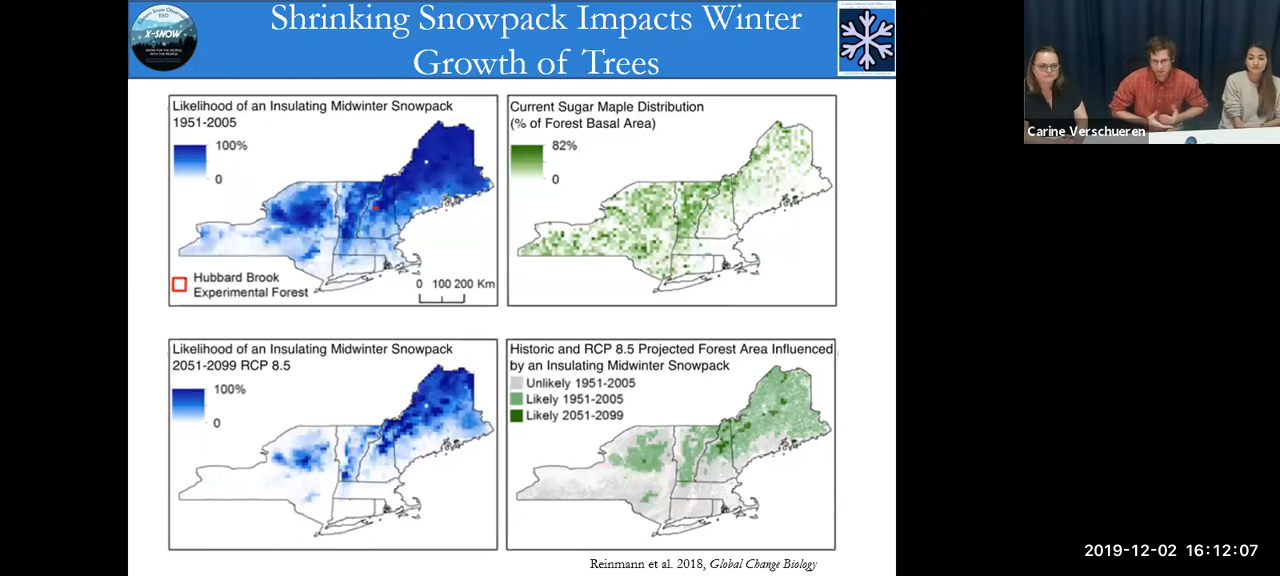 Shrinking Snowpack Impacts Winter
Growth of Trees
ESO
X-SNOW
Likelihood of an Insulating Midwinter Snowpack
1951-2005
100%
0
Hubbard Brook
Experimental Forest
0 100 200 Km
Current Sugar Maple Distribution
(% of Forest Basal Area)
82%
0
Likelihood of an Insulating Midwinter Snowpack
2051-2099 RCP 8.5
100%
0
Historic and RCP 8.5 Projected Forest Area Influenced
by an Insulating Midwinter Snowpack
Unlikely 1951-2005
Likely 1951-2005
Likely 2051-2099
Reinmann et al. 2018, Global Change Biology
Carine Verschueren
2019-12-02 16:12:07